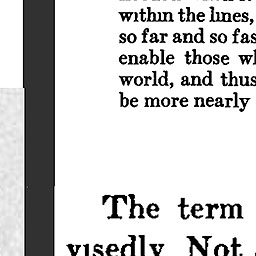 within the lines,
so far and so fas
enable those wh
world, and thus
be more nearly
The term
visedly Not